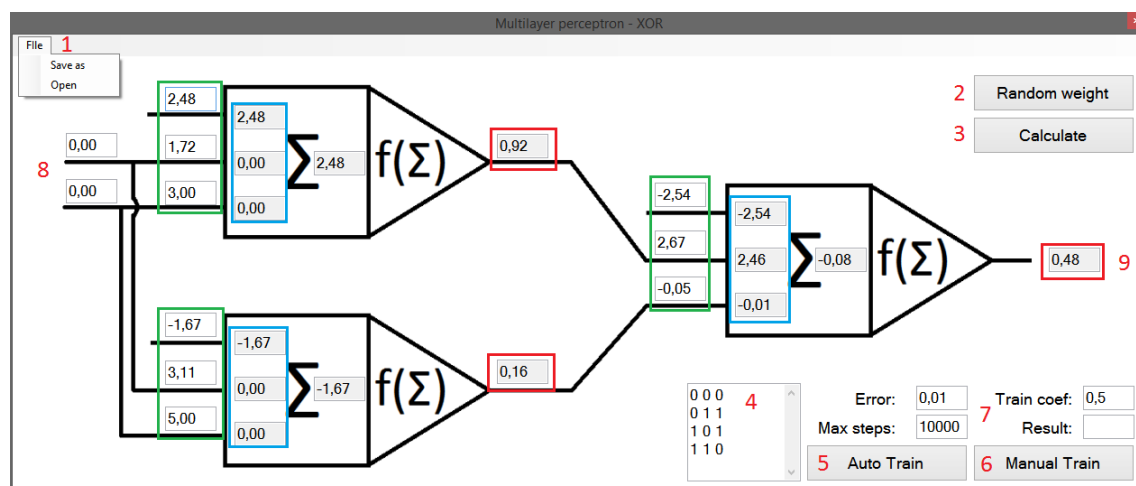 Multilayer perceptron - XOR
x
File 1
Save as
Open
2,48
2,48
0,00
1,72
0,00
Σ
2,48
f(Σ)
0,92
8
0,00
3,00
0,00
2 Random weight
3 Calculate
-2,54
-2,54
2,67
2,46
Σ
-0,08
f(Σ)
0,48
9
-0,05
-0,01
-1,67
-1,67
3,11
0,00
Σ
-1,67
f(Σ)
0,16
5,00
0,00
0 0 0
0 1 1
1 0 1
1 1 0
4
Error: 0,01
7
Train coef: 0,5
Max steps: 10000
Result:
5 Auto Train
6 Manual Train